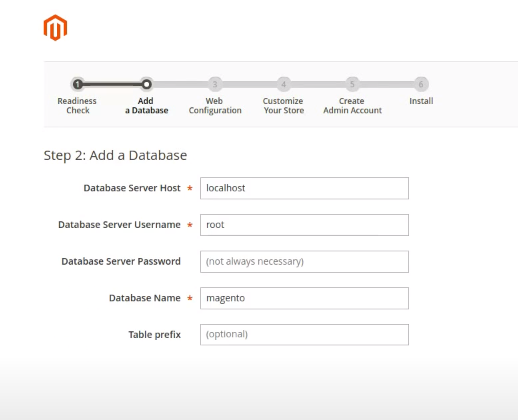 1 2 3 4 5 6
Readiness Add Web Customize Create Install
Check a Database Configuration Your Store Admin Account
Step 2: Add a Database
Database Server Host * localhost
Database Server Username * root
Database Server Password (not always necessary)
Database Name * magento
Table prefix (optional)